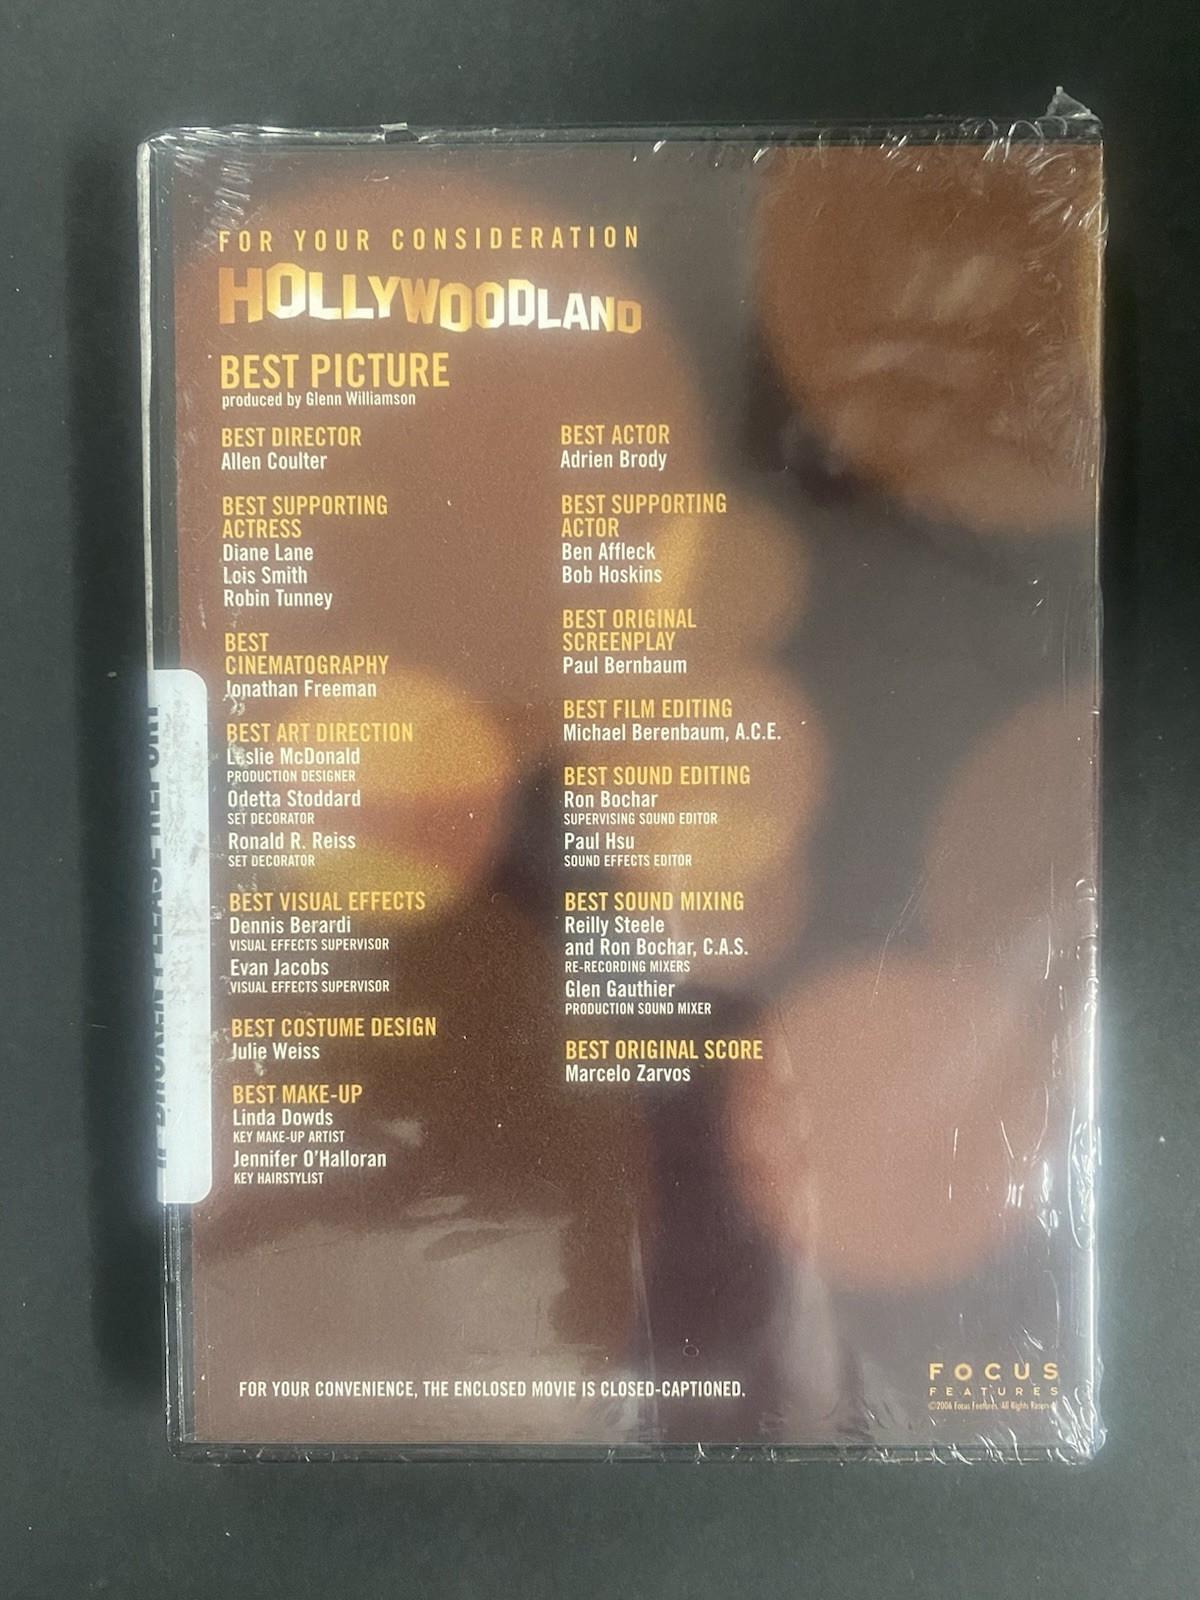 FOR YOUR CONSIDERATION
HOLLYWOODLAND
BEST PICTURE
produced by Glenn Williamson
BEST DIRECTOR
Allen Coulter
BEST SUPPORTING
ACTRESS
Diane Lane
Lois Smith
Robin Tunney
BEST
CINEMATOGRAPHY
Jonathan Freeman
BEST ART DIRECTION
Leslie McDonald
PRODUCTION DESIGNER
Odetta Stoddard
SET DECORATOR
Ronald R. Reiss
SET DECORATOR
BEST VISUAL EFFECTS
Dennis Berardi
VISUAL EFFECTS SUPERVISOR
Evan Jacobs
VISUAL EFFECTS SUPERVISOR
BEST COSTUME DESIGN
Julie Weiss
BEST MAKE-UP
Linda Dowds
KEY MAKE-UP ARTIST
Jennifer O'Halloran
KEY HAIRSTYLIST
BEST ACTOR
Adrien Brody
BEST SUPPORTING
ACTOR
Ben Affleck
Bob Hoskins
BEST ORIGINAL
SCREENPLAY
Paul Bernbaum
BEST FILM EDITING
Michael Berenbaum, A.C.E.
BEST SOUND EDITING
Ron Bochar
SUPERVISING SOUND EDITOR
Paul Hsu
SOUND EFFECTS EDITOR
BEST SOUND MIXING
Reilly Steele
and Ron Bochar, C.A.S.
RE-RECORDING MIXERS
Glen Gauthier
PRODUCTION SOUND MIXER
BEST ORIGINAL SCORE
Marcelo Zarvos
FOR YOUR CONVENIENCE, THE ENCLOSED MOVIE IS CLOSED-CAPTIONED.
FOCUS
FEATURES
©2006 Focus Features. All Rights Reserved.